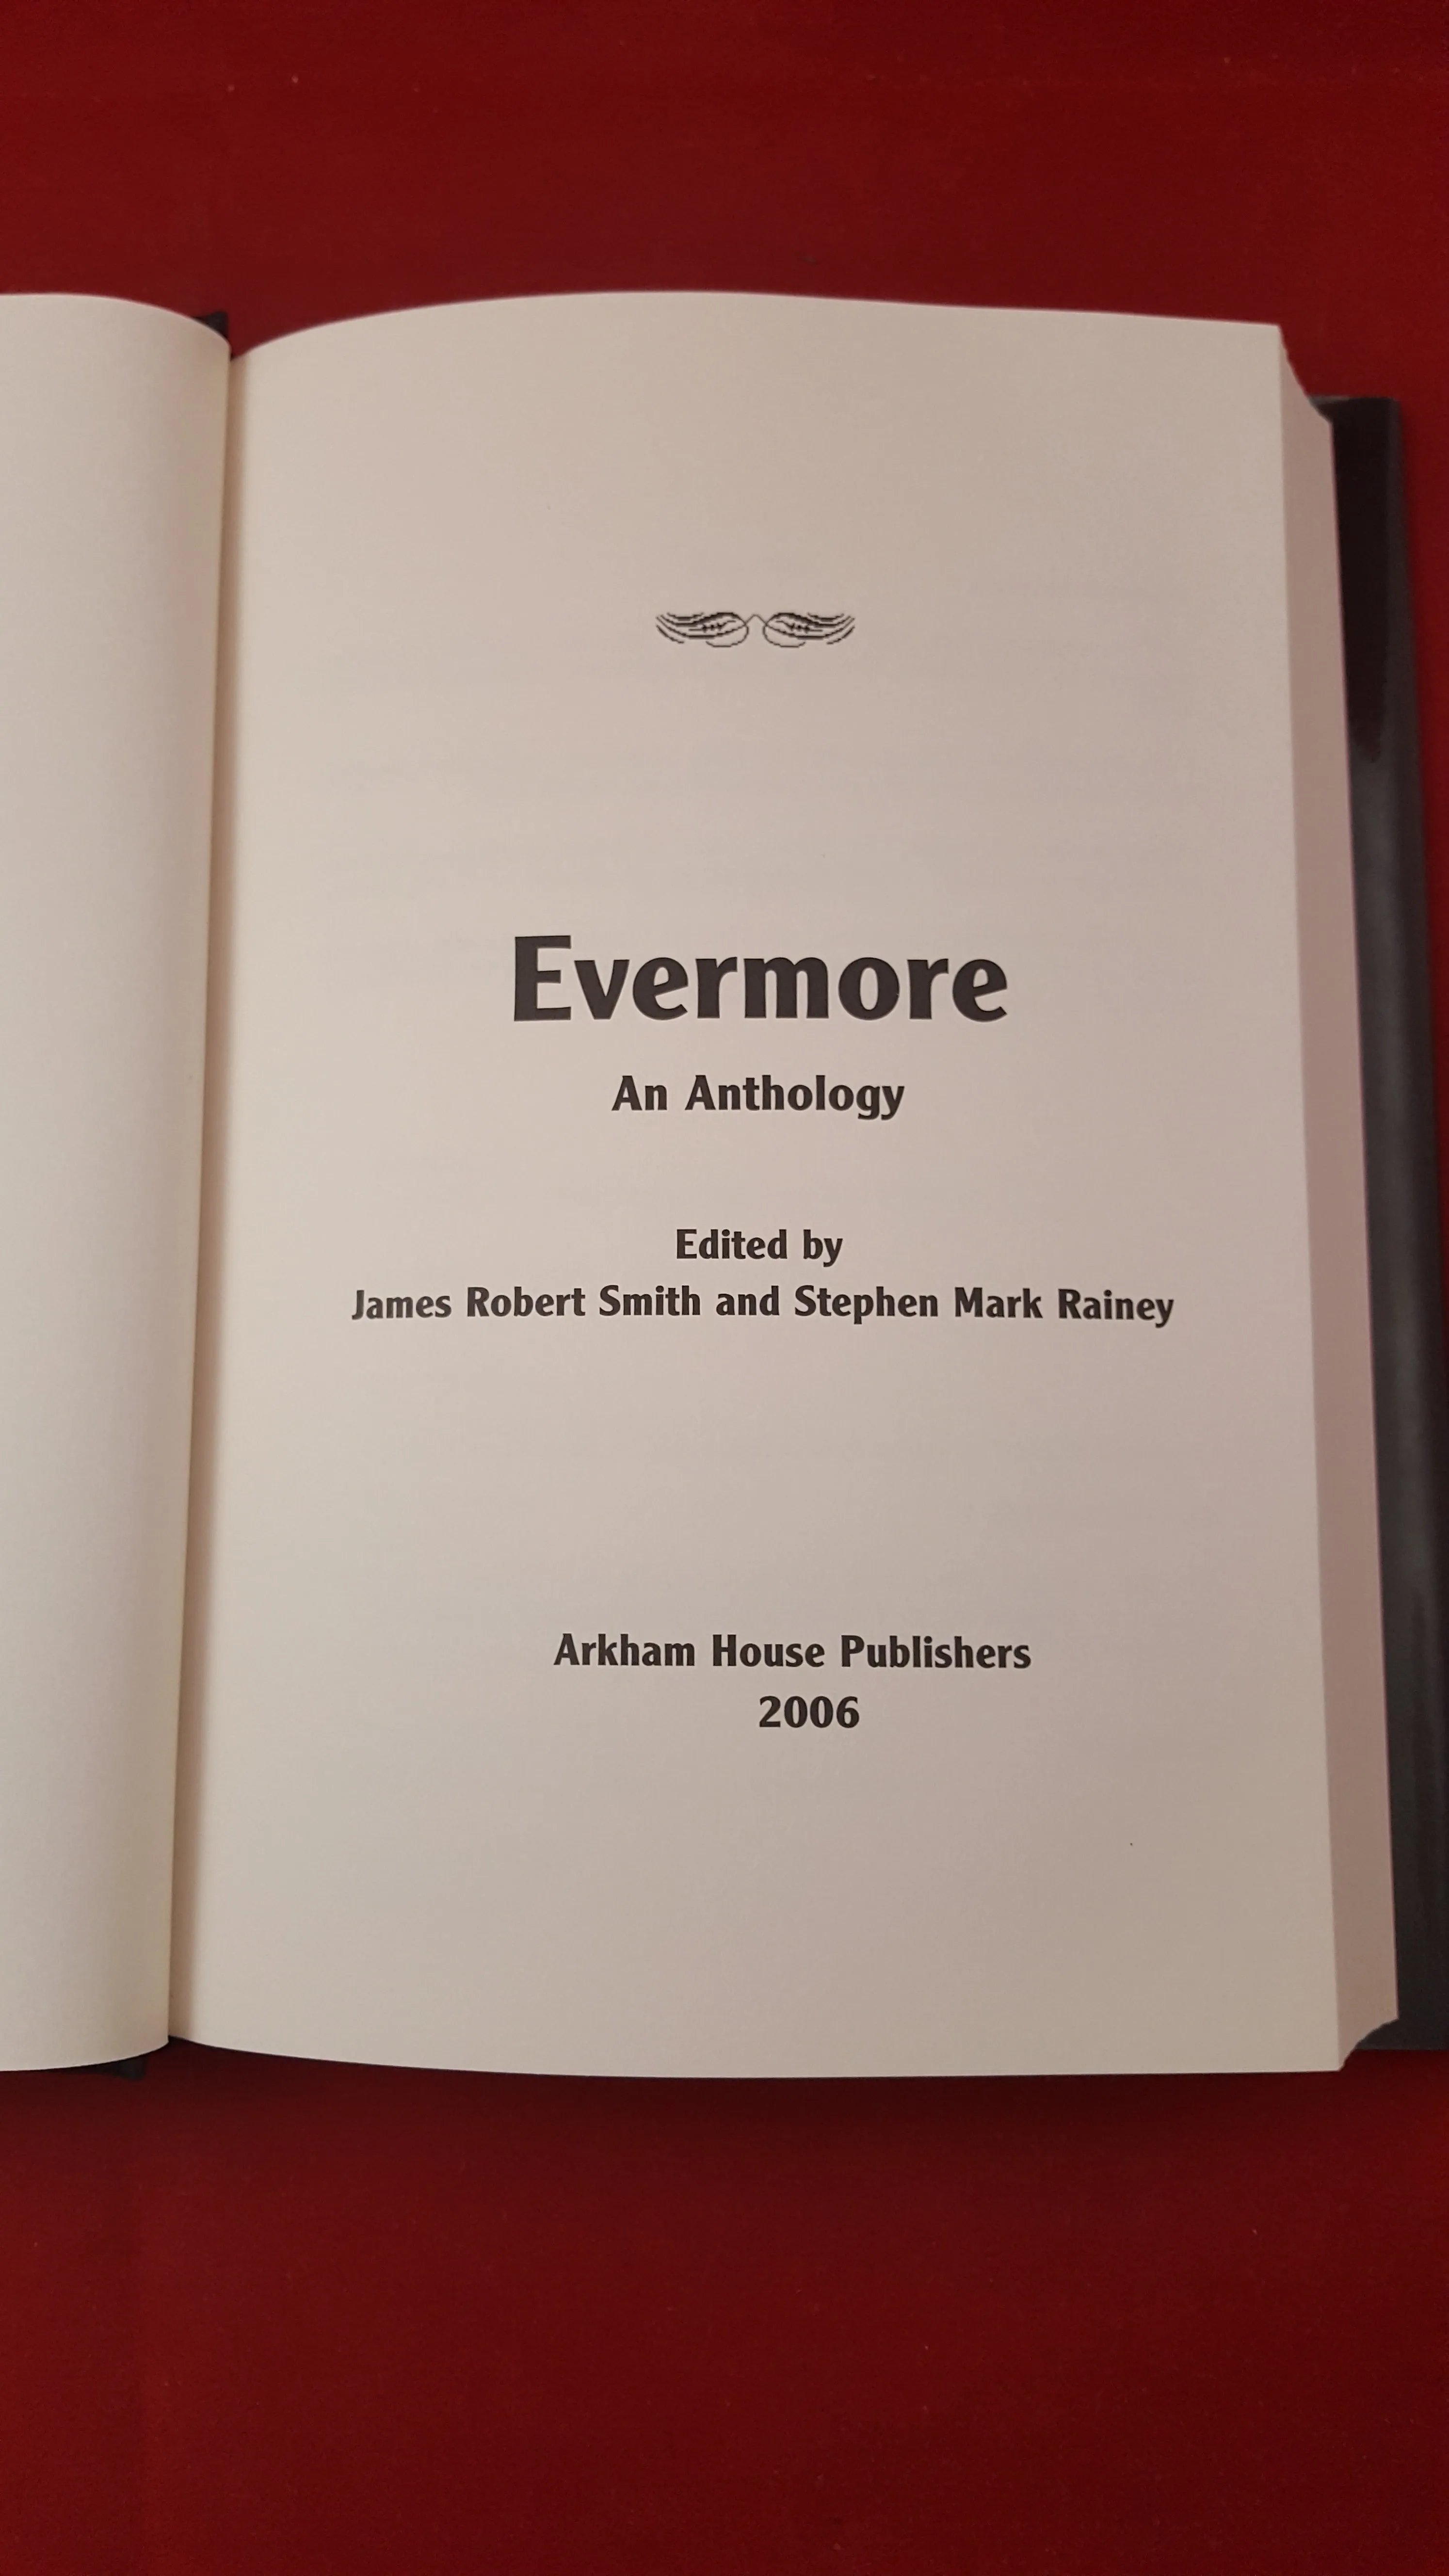 Evermore
An Anthology
Edited by
James Robert Smith and Stephen Mark Rainey
Arkham House Publishers
2006